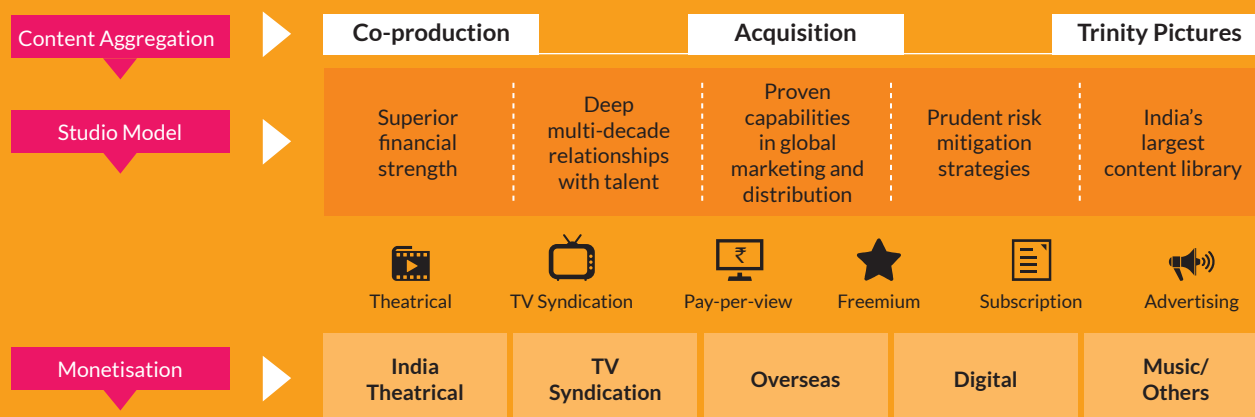 Content Aggregation
Co-production
Acquisition
Trinity Pictures
Studio Model
Superior
financial
strength
Deep
multi-decade
relationships
with talent
Proven
capabilities
in global
marketing and
distribution
Prudent risk
mitigation
strategies
India’s
largest
content library
₹
Theatrical
TV Syndication
Pay-per-view
Freemium
Subscription
Advertising
Monetisation
India
Theatrical
TV
Syndication
Overseas
Digital
Music/
Others